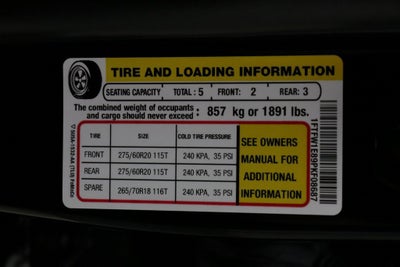 TIRE AND LOADING INFORMATION
SEATING CAPACITY TOTAL : 5 FRONT: 2 REAR: 3
The combined weight of occupants
and cargo should never exceed : 857 kg or 1891 lbs.
TIRE SIZE COLD TIRE PRESSURE
FRONT 275/60R20 115T 240 KPA, 35 PSI
REAR 275/60R20 115T 240 KPA, 35 PSI
SPARE 265/70R18 116T 240 KPA, 35 PSI
SEE OWNERS
MANUAL FOR
ADDITIONAL
INFORMATION